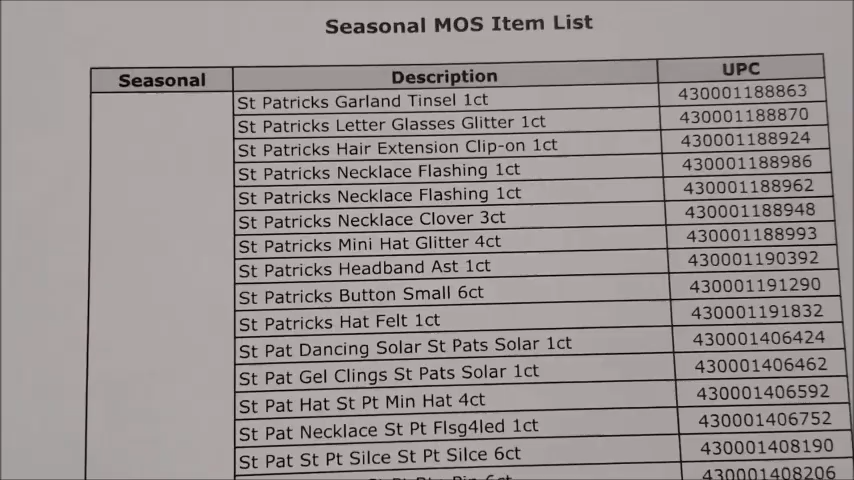 Seasonal MOS Item List
Seasonal Description UPC
St Patricks Garland Tinsel 1ct 430001188863
St Patricks Letter Glasses Glitter 1ct 430001188870
St Patricks Hair Extension Clip-on 1ct 430001188924
St Patricks Necklace Flashing 1ct 430001188986
St Patricks Necklace Flashing 1ct 430001188962
St Patricks Necklace Clover 3ct 430001188948
St Patricks Mini Hat Glitter 4ct 430001188993
St Patricks Headband Ast 1ct 430001190392
St Patricks Button Small 6ct 430001191290
St Patricks Hat Felt 1ct 430001191832
St Pat Dancing Solar St Pats Solar 1ct 430001406424
St Pat Gel Clings St Pats Solar 1ct 430001406462
St Pat Hat St Pt Min Hat 4ct 430001406592
St Pat Necklace St Pt Flsg4led 1ct 430001406752
St Pat St Pt Silce St Pt Silce 6ct 430001408190
6ct 430001408206